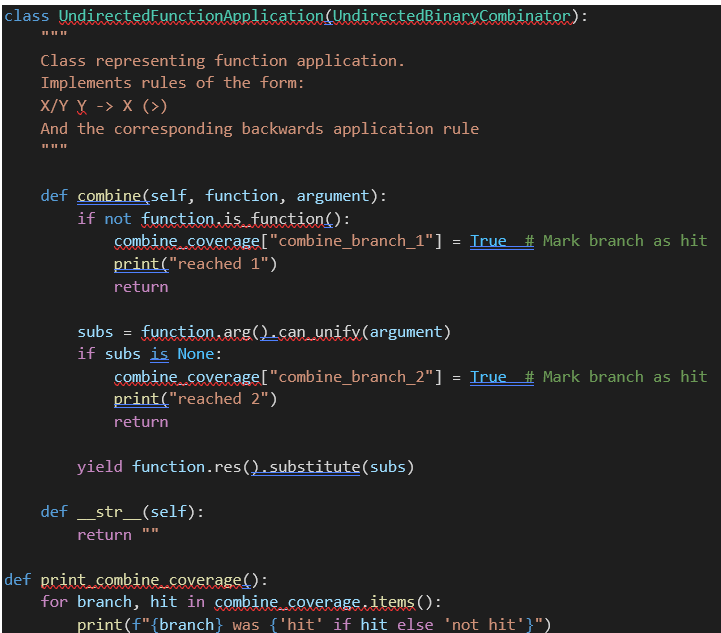 class UndirectedFunctionApplication(UndirectedBinaryCombinator):
    """
    Class representing function application.
    Implements rules of the form:
    X/Y Y -> X (>)
    And the corresponding backwards application rule
    """

    def combine(self, function, argument):
        if not function.is_function():
            combine_coverage["combine_branch_1"] = True  # Mark branch as hit
            print("reached 1")
            return

        subs = function.arg().can_unify(argument)
        if subs is None:
            combine_coverage["combine_branch_2"] = True  # Mark branch as hit
            print("reached 2")
            return

        yield function.res().substitute(subs)

    def __str__(self):
        return ""

def print_combine_coverage():
    for branch, hit in combine_coverage.items():
        print(f"{branch} was {'hit' if hit else 'not hit'}")